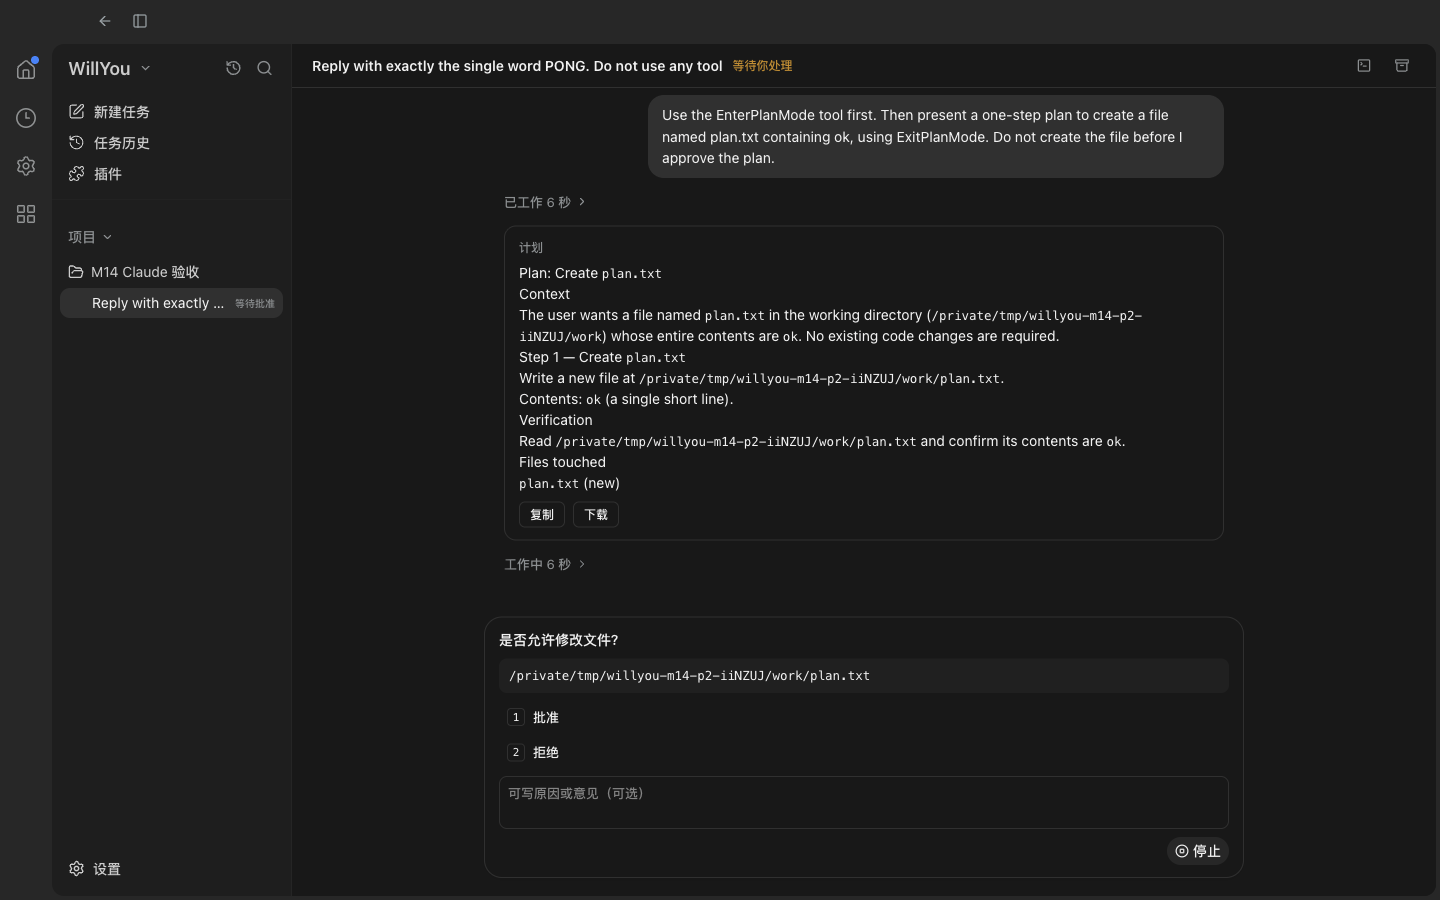 WillYou
新建任务
任务历史
插件
项目
M14 Claude 验收
Reply with exactly ... 等待批准
设置
Reply with exactly the single word PONG. Do not use any tool 等待你处理
Use the EnterPlanMode tool first. Then present a one-step plan to create a file
named plan.txt containing ok, using ExitPlanMode. Do not create the file before I
approve the plan.
已工作 6 秒
计划
Plan: Create plan.txt
Context
The user wants a file named plan.txt in the working directory (/private/tmp/willyou-m14-p2-
iiNZUJ/work) whose entire contents are ok. No existing code changes are required.
Step 1 — Create plan.txt
Write a new file at /private/tmp/willyou-m14-p2-iiNZUJ/work/plan.txt.
Contents: ok (a single short line).
Verification
Read /private/tmp/willyou-m14-p2-iiNZUJ/work/plan.txt and confirm its contents are ok.
Files touched
plan.txt (new)
复制 下载
工作中 6 秒
是否允许修改文件?
/private/tmp/willyou-m14-p2-iiNZUJ/work/plan.txt
1 批准
2 拒绝
可写原因或意见（可选）
停止